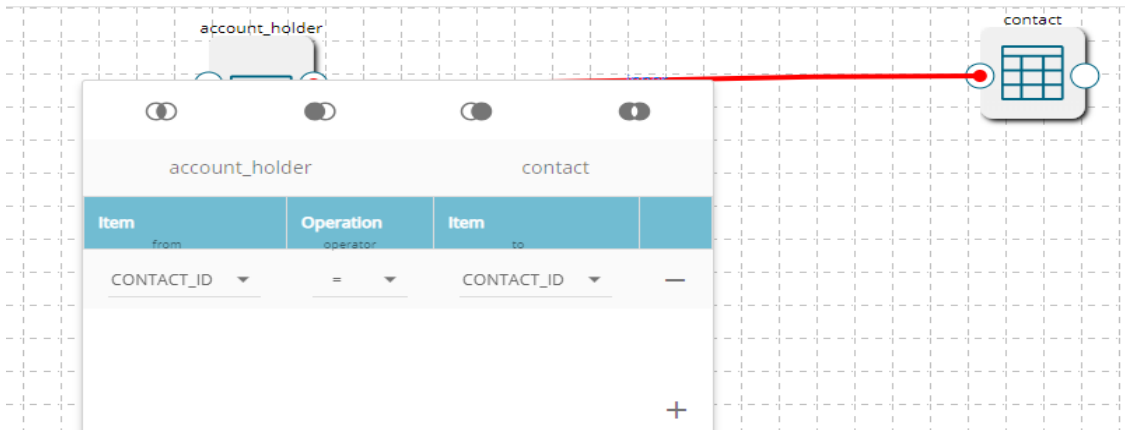 account_holder
contact
account_holder contact
Item Operation Item
from operator to
CONTACT_ID = CONTACT_ID